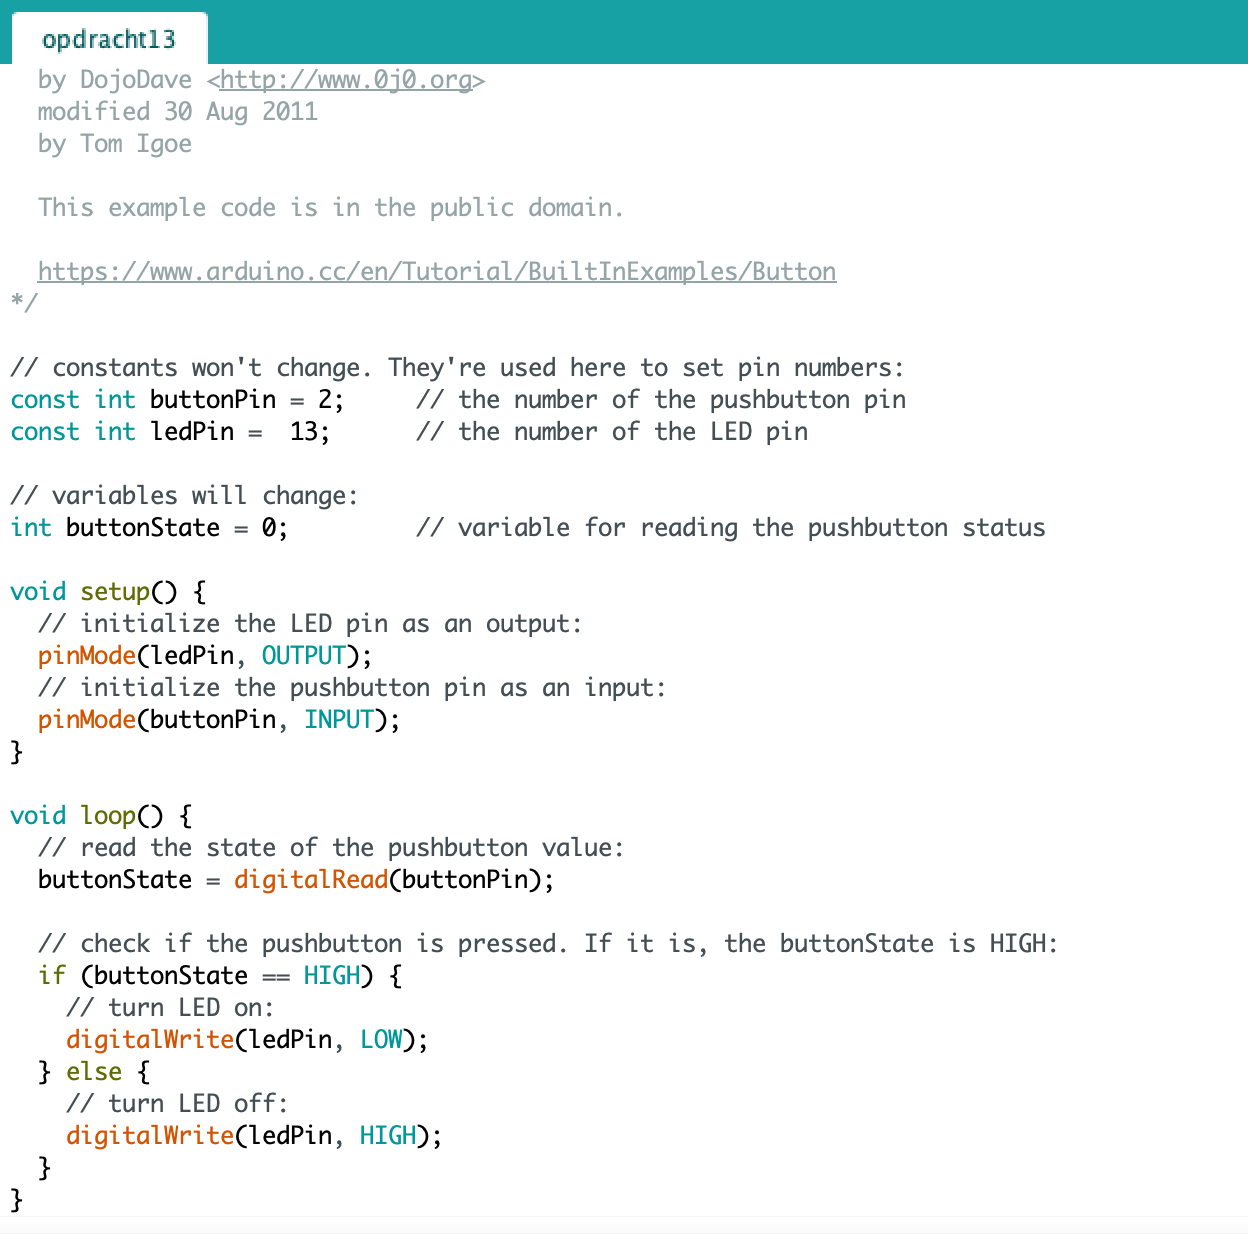 opdracht13
by DojoDave <http://www.0j0.org>
modified 30 Aug 2011
by Tom Igoe
This example code is in the public domain.
https://www.arduino.cc/en/Tutorial/BuiltInExamples/Button
*/
// constants won't change. They're used here to set pin numbers:
const int buttonPin = 2;     // the number of the pushbutton pin
const int ledPin =  13;      // the number of the LED pin
// variables will change:
int buttonState = 0;         // variable for reading the pushbutton status
void setup() {
  // initialize the LED pin as an output:
  pinMode(ledPin, OUTPUT);
  // initialize the pushbutton pin as an input:
  pinMode(buttonPin, INPUT);
}
void loop() {
  // read the state of the pushbutton value:
  buttonState = digitalRead(buttonPin);
  // check if the pushbutton is pressed. If it is, the buttonState is HIGH:
  if (buttonState == HIGH) {
    // turn LED on:
    digitalWrite(ledPin, LOW);
  } else {
    // turn LED off:
    digitalWrite(ledPin, HIGH);
  }
}